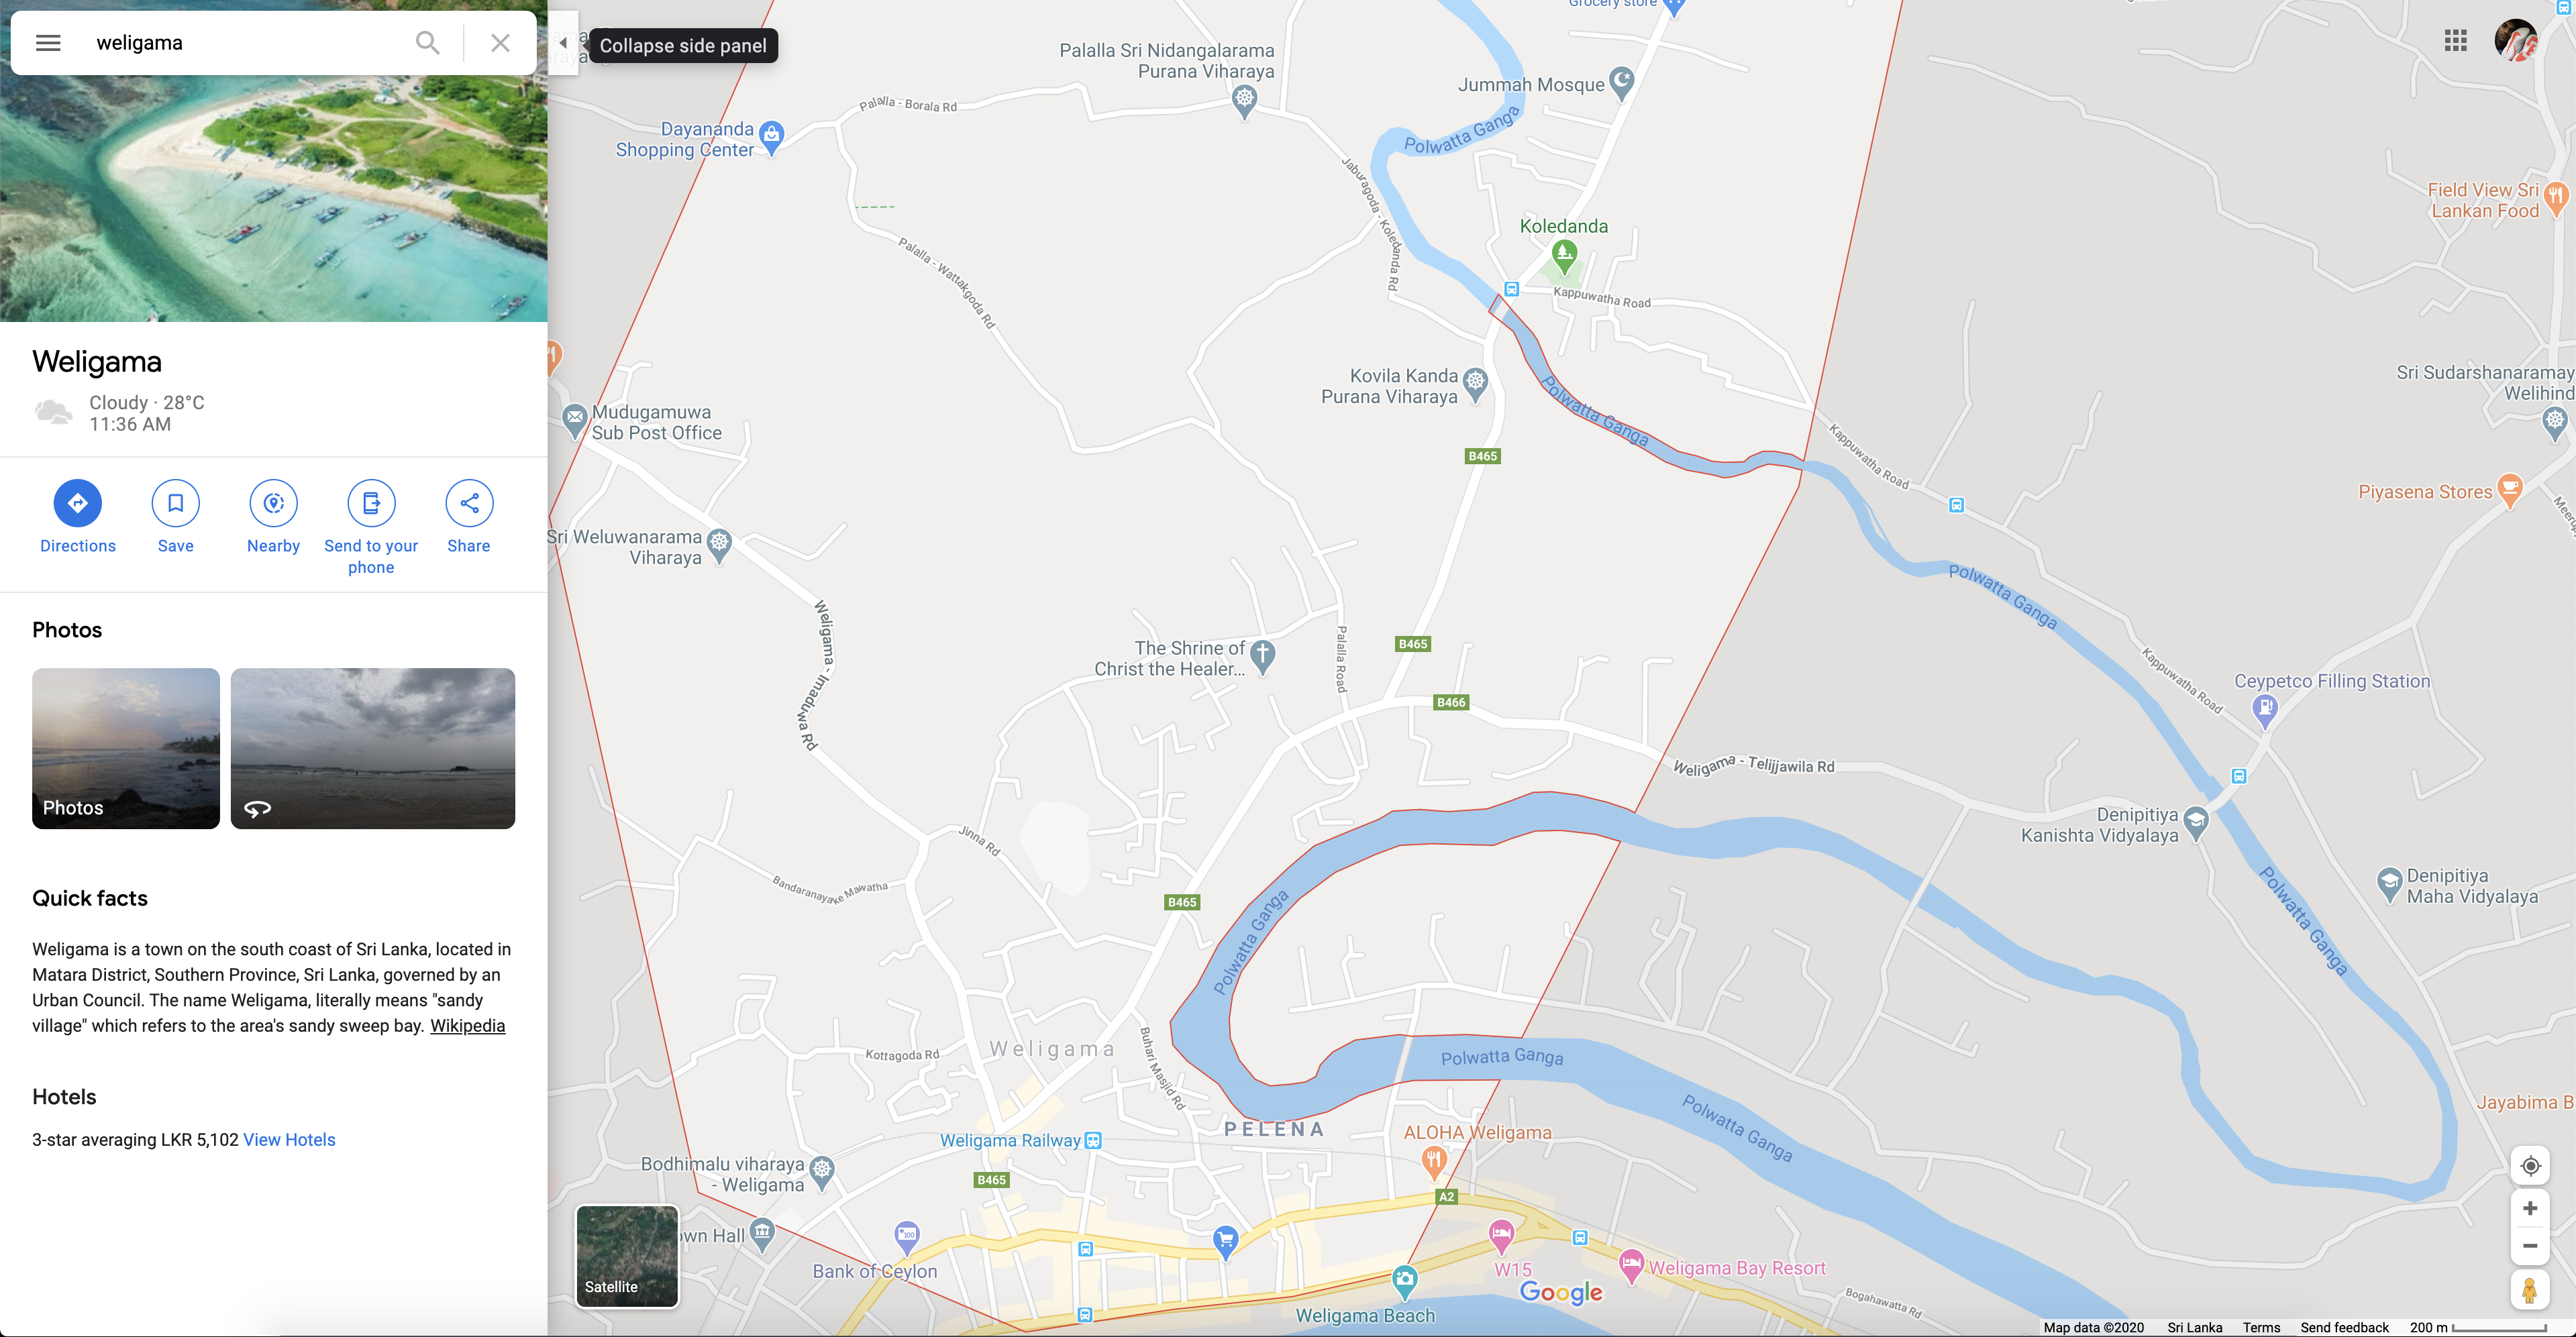 weligama
Collapse side panel
Weligama
Cloudy · 28°C
11:36 AM
Directions
Save
Nearby
Send to your
phone
Share
Photos
Photos
Quick facts
Weligama is a town on the south coast of Sri Lanka, located in
Matara District, Southern Province, Sri Lanka, governed by an
Urban Council. The name Weligama, literally means "sandy
village" which refers to the area's sandy sweep bay. Wikipedia
Hotels
3-star averaging LKR 5,102 View Hotels
Grocery store
Palalla Sri Nidangalarama
Purana Viharaya
Jummah Mosque
Palalla - Borala Rd
Dayananda
Shopping Center
Polwatta Ganga
Jaburagoda - Koledanda Rd
Field View Sri
Lankan Food
Koledanda
Palalla - Wattakgoda Rd
Kappuwatha Road
Kovila Kanda
Purana Viharaya
Polwatta Ganga
Sri Sudarshanaramay
Welihind
Mudugamuwa
Sub Post Office
Kappuwatha Road
B465
Piyasena Stores
Sri Weluwanarama
Viharaya
Polwatta Ganga
Weligama - Imaduwa Rd
The Shrine of
Christ the Healer...
Palalla Road
B465
Kappuwatha Road
Ceypetco Filling Station
B466
Weligama - Telijjawila Rd
Denipitiya
Kanishta Vidyalaya
Jinna Rd
Bandaranayake Mawatha
B465
Polwatta Ganga
Denipitiya
Maha Vidyalaya
Polwatta Ganga
Weligama
Kottagoda Rd
Buhari Masjid Rd
Polwatta Ganga
Polwatta Ganga
Jayabima B
PELENA
Weligama Railway
ALOHA Weligama
Bodhimalu viharaya
- Weligama
B465
A2
own Hall
Bank of Ceylon
W15
Weligama Bay Resort
Satellite
Google
Weligama Beach
Bogahawatta Rd
Map data ©2020
Sri Lanka
Terms
Send feedback
200 m